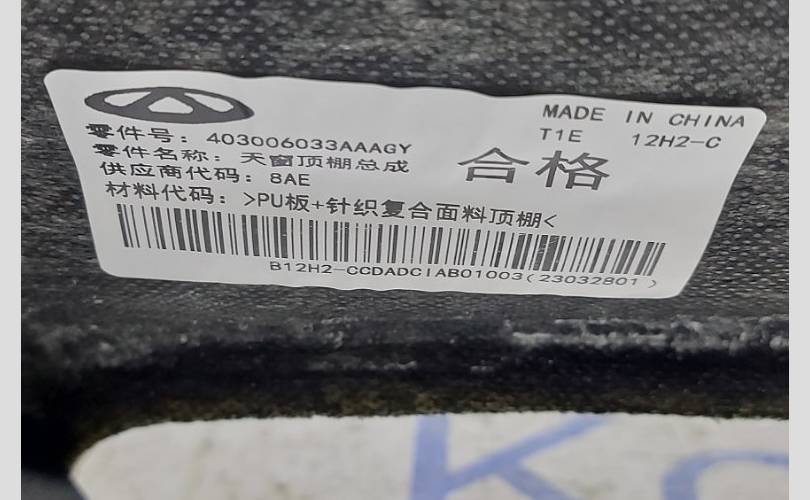 MADE IN CHINA
零件号: 403006033AAAGY
T1E 12H2-C
零件名称: 天窗顶棚总成
合格
供应商代码: 8AE
材料代码: >PU板+针织复合面料顶棚<
B12H2-CCDADCIAB01003(23032801)